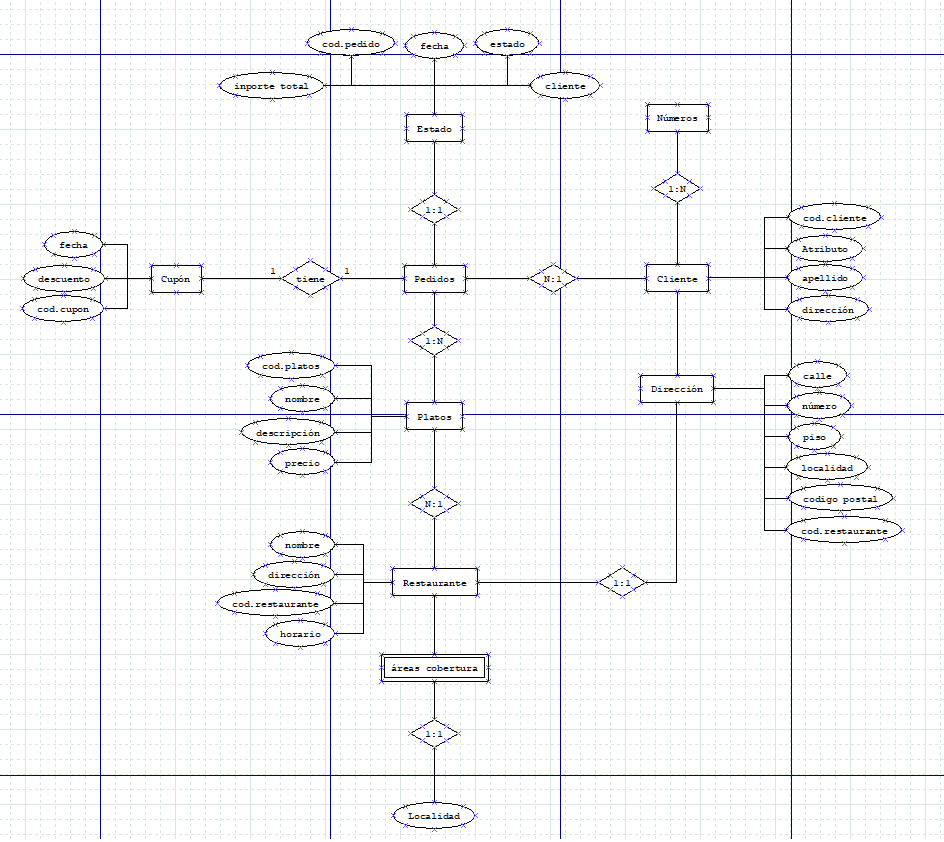 cod.pedido
fecha
estado
inporte total
cliente
Estado
Números
1:1
1:N
cod.cliente
Atributo
apellido
dirección
fecha
descuento
cod.cupon
Cupón
1
tiene
1
Pedidos
N:1
Cliente
1:N
cod.platos
nombre
descripción
precio
Platos
Dirección
calle
número
piso
localidad
codigo postal
cod.restaurante
N:1
nombre
dirección
cod.restaurante
horario
Restaurante
1:1
áreas cobertura
1:1
Localidad